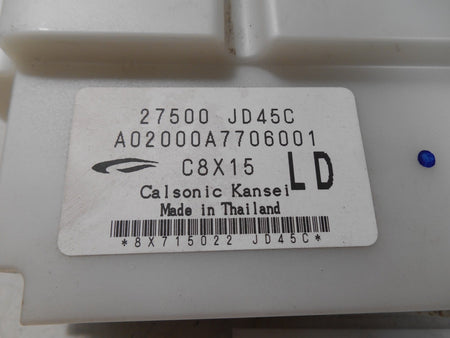 27500 JD45C
A02000A7706001
C8X15 LD
Calsonic Kansei
Made in Thailand
*8X715022 JD45C*